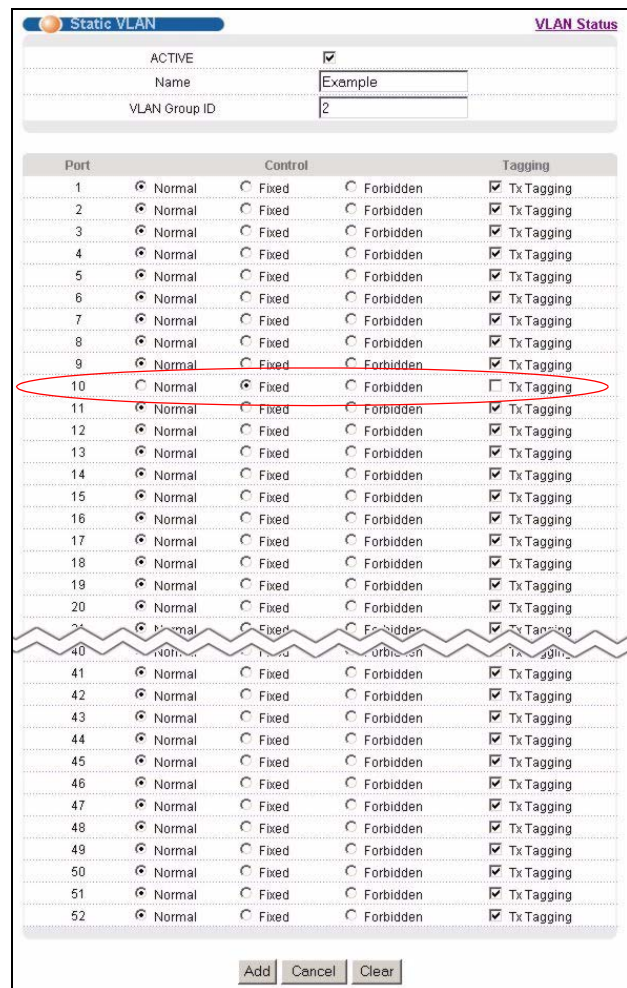 Static VLAN VLAN Status
ACTIVE
Name Example
VLAN Group ID 2
Port Control Tagging
1 Normal Fixed Forbidden Tx Tagging
2 Normal Fixed Forbidden Tx Tagging
3 Normal Fixed Forbidden Tx Tagging
4 Normal Fixed Forbidden Tx Tagging
5 Normal Fixed Forbidden Tx Tagging
6 Normal Fixed Forbidden Tx Tagging
7 Normal Fixed Forbidden Tx Tagging
8 Normal Fixed Forbidden Tx Tagging
9 Normal Fixed Forbidden Tx Tagging
10 Normal Fixed Forbidden Tx Tagging
11 Normal Fixed Forbidden Tx Tagging
12 Normal Fixed Forbidden Tx Tagging
13 Normal Fixed Forbidden Tx Tagging
14 Normal Fixed Forbidden Tx Tagging
15 Normal Fixed Forbidden Tx Tagging
16 Normal Fixed Forbidden Tx Tagging
17 Normal Fixed Forbidden Tx Tagging
18 Normal Fixed Forbidden Tx Tagging
19 Normal Fixed Forbidden Tx Tagging
20 Normal Fixed Forbidden Tx Tagging
21 Normal Fixed Forbidden Tx Tagging
40 Normal Forbidden Tx Tagging
41 Normal Fixed Forbidden Tx Tagging
42 Normal Fixed Forbidden Tx Tagging
43 Normal Fixed Forbidden Tx Tagging
44 Normal Fixed Forbidden Tx Tagging
45 Normal Fixed Forbidden Tx Tagging
46 Normal Fixed Forbidden Tx Tagging
47 Normal Fixed Forbidden Tx Tagging
48 Normal Fixed Forbidden Tx Tagging
49 Normal Fixed Forbidden Tx Tagging
50 Normal Fixed Forbidden Tx Tagging
51 Normal Fixed Forbidden Tx Tagging
52 Normal Fixed Forbidden Tx Tagging
Add Cancel Clear